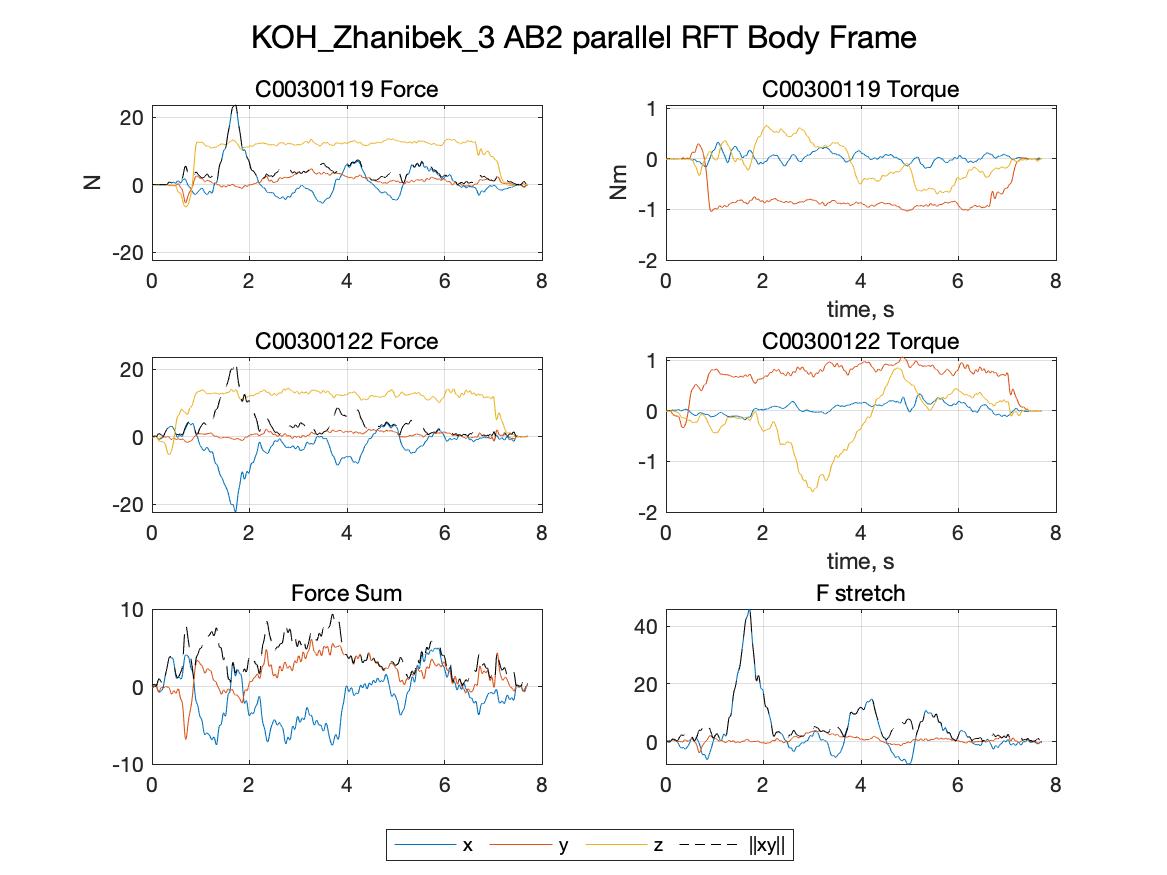 KOH_Zhanibek_3 AB2 parallel RFT Body Frame
C00300119 Force
N
20
0
-20
0 2 4 6 8
C00300119 Torque
Nm
1
0
-1
-2
0 2 4 6 8
time, s
C00300122 Force
20
0
-20
0 2 4 6 8
C00300122 Torque
1
0
-1
-2
0 2 4 6 8
time, s
Force Sum
10
0
-10
0 2 4 6 8
F stretch
40
20
0
0 2 4 6 8
x y z ||xy||